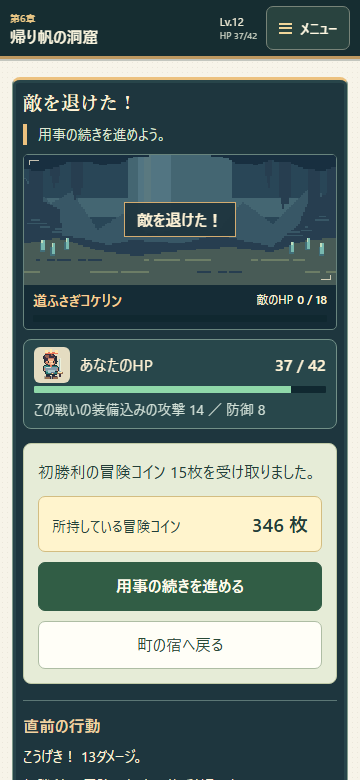 第6章
帰り帆の洞窟
Lv.12
HP 37/42
メニュー
敵を退けた！
用事の続きを進めよう。
敵を退けた！
道ふさぎコケリン
敵のHP 0 / 18
あなたのHP
37 / 42
この戦いの装備込みの攻撃 14 ／ 防御 8
初勝利の冒険コイン 15枚を受け取りました。
所持している冒険コイン
346 枚
用事の続きを進める
町の宿へ戻る
直前の行動
こうげき！ 13ダメージ。